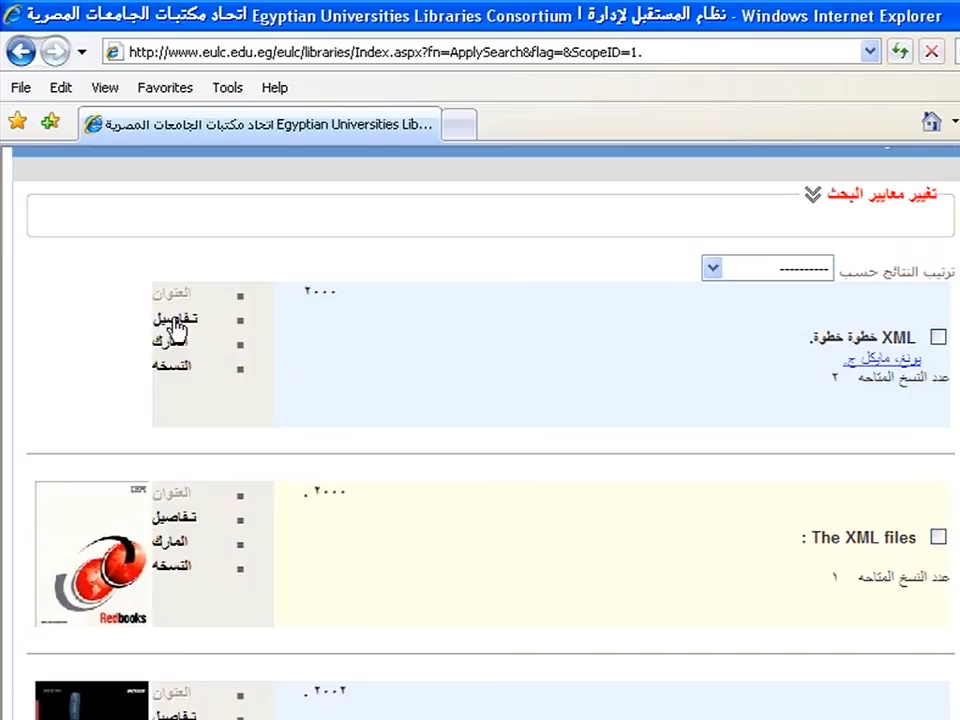 نظام المستقبل لإدارة ا Egyptian Universities Libraries Consortium اتحاد مكتبات الجامعات المصرية - Windows Internet Explorer
http://www.eulc.edu.eg/eulc/libraries/Index.aspx?fn=ApplySearch&flag=&ScopeID=1.
File Edit View Favorites Tools Help
اتحاد مكتبات الجامعات المصرية Egyptian Universities Lib...
تغيير معايير البحث
ترتيب النتائج حسب ----------
XML خطوة خطوة.
يونغ، مايكل ج.
عدد النسخ المتاحه ٢
٢٠٠٠
العنوان
تفاصيل
المارك
النسخه
The XML files :
عدد النسخ المتاحه ١
٢٠٠٠ .
العنوان
تفاصيل
المارك
النسخه
IBM
Redbooks
٢٠٠٢ .
العنوان
تفاصيل